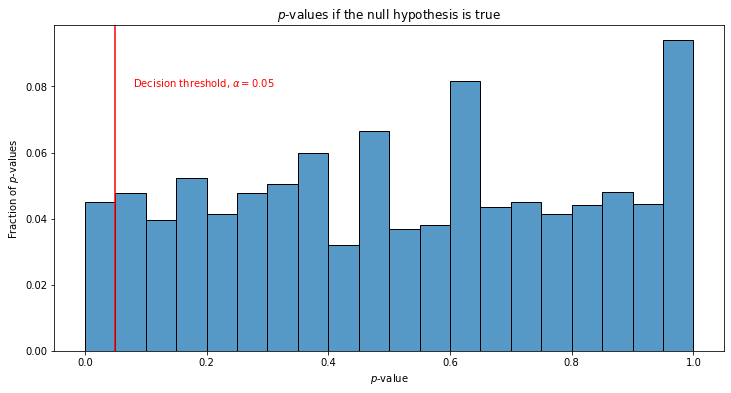 p-values if the null hypothesis is true
Decision threshold, α = 0.05
Fraction of p-values
0.08
0.06
0.04
0.02
0.00
0.0 0.2 0.4 0.6 0.8 1.0
p-value